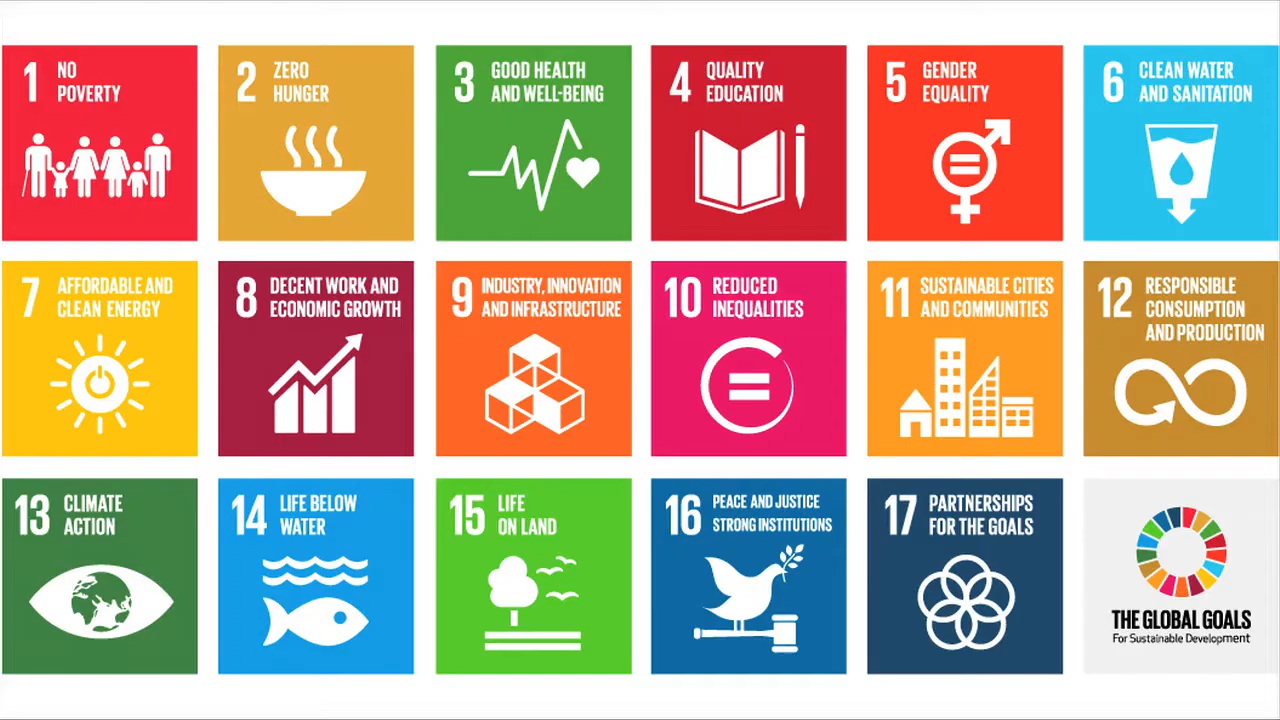 1 NO
POVERTY
2 ZERO
HUNGER
3 GOOD HEALTH
AND WELL-BEING
4 QUALITY
EDUCATION
5 GENDER
EQUALITY
6 CLEAN WATER
AND SANITATION
7 AFFORDABLE AND
CLEAN ENERGY
8 DECENT WORK AND
ECONOMIC GROWTH
9 INDUSTRY, INNOVATION
AND INFRASTRUCTURE
10 REDUCED
INEQUALITIES
11 SUSTAINABLE CITIES
AND COMMUNITIES
12 RESPONSIBLE
CONSUMPTION
AND PRODUCTION
13 CLIMATE
ACTION
14 LIFE BELOW
WATER
15 LIFE
ON LAND
16 PEACE AND JUSTICE
STRONG INSTITUTIONS
17 PARTNERSHIPS
FOR THE GOALS
THE GLOBAL GOALS
For Sustainable Development